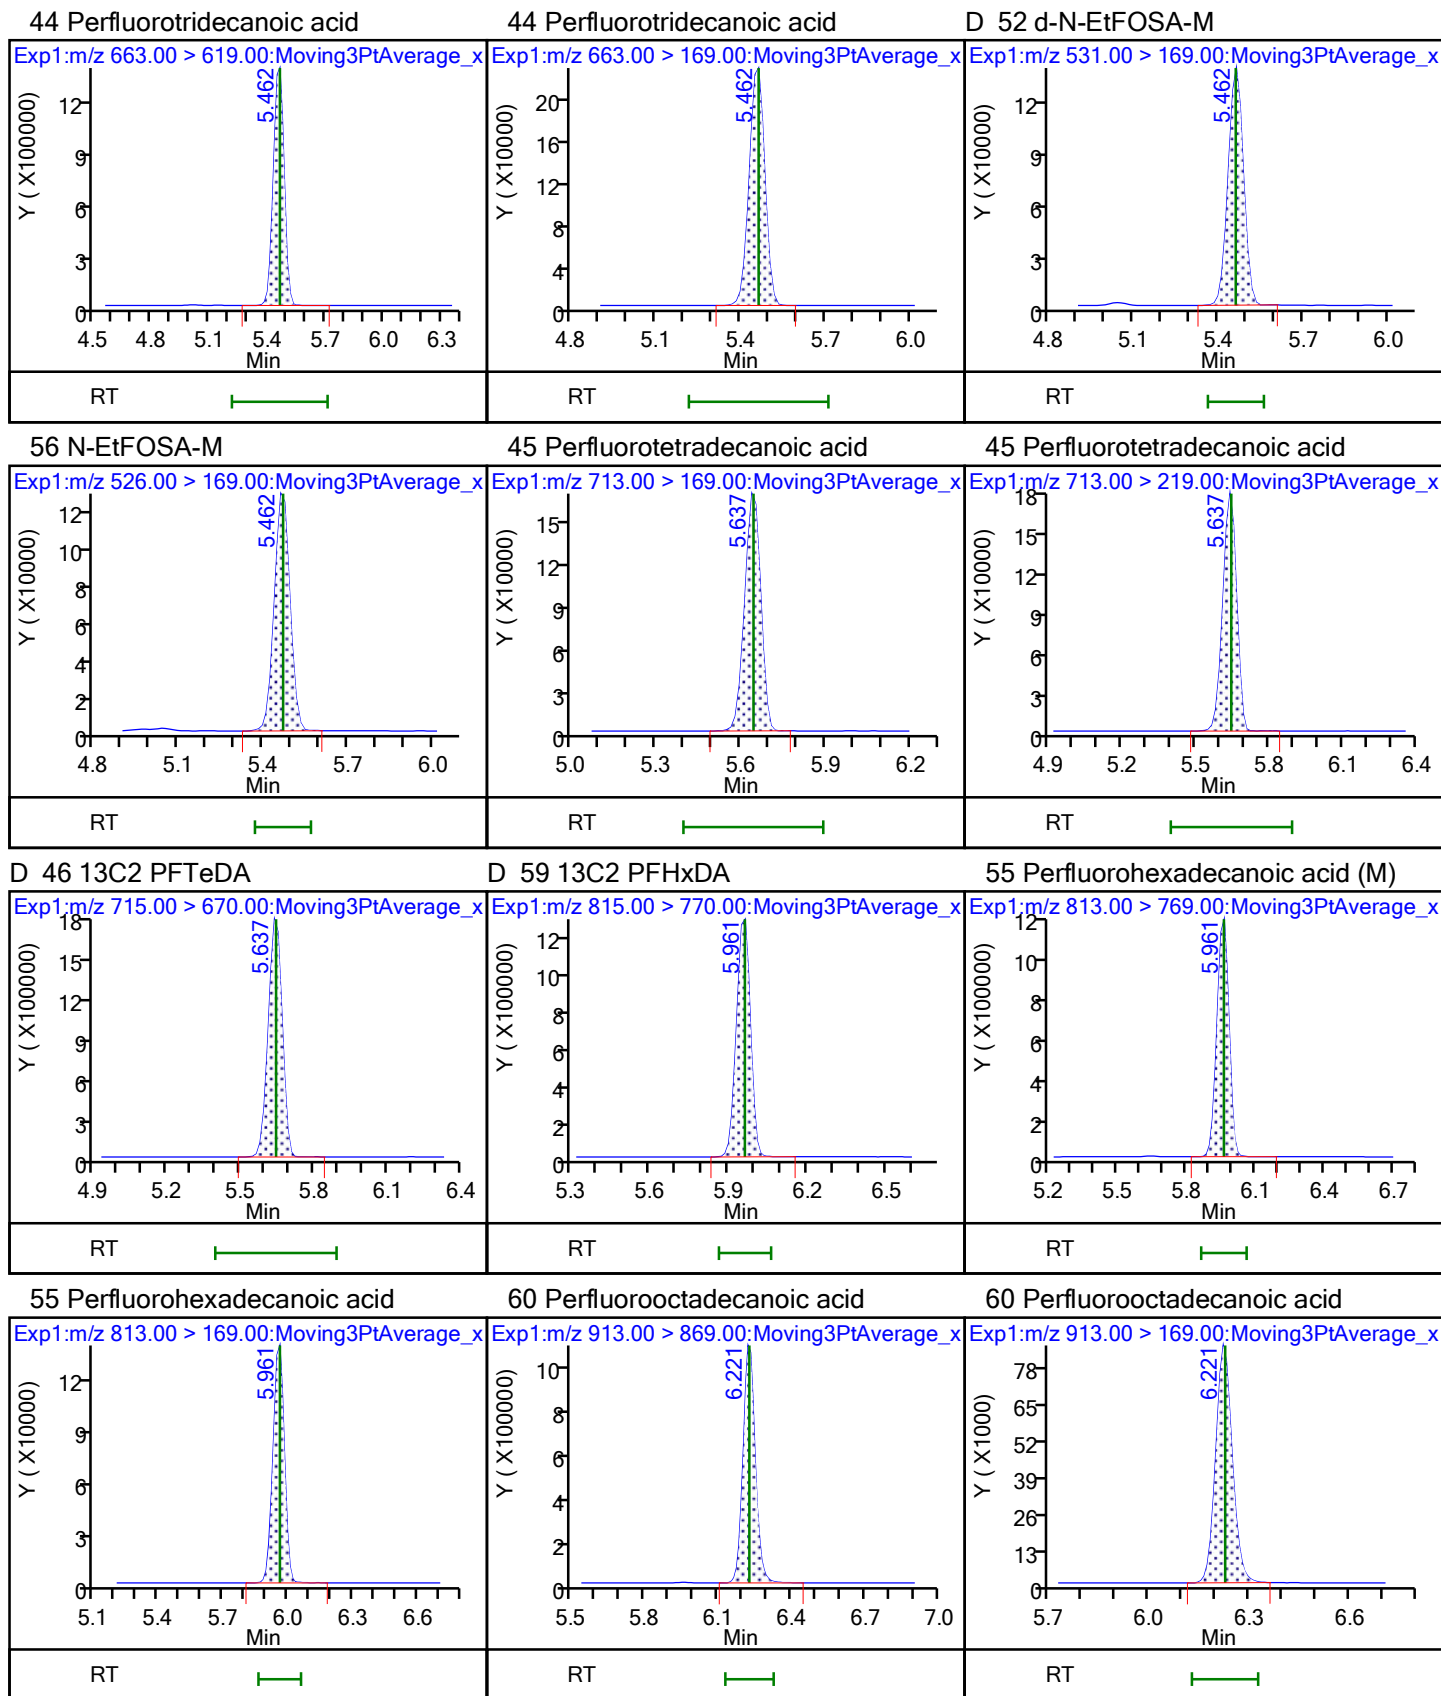 44 Perfluorotridecanoic acid
Exp1:m/z 663.00 > 619.00:Moving3PtAverage_x
5.462
Y ( X100000)
12
9
6
3
0
4.5 4.8 5.1 5.4 5.7 6.0 6.3
Min
RT
44 Perfluorotridecanoic acid
Exp1:m/z 663.00 > 169.00:Moving3PtAverage_x
5.462
Y ( X10000)
20
16
12
8
4
0
4.8 5.1 5.4 5.7 6.0
Min
RT
D 52 d-N-EtFOSA-M
Exp1:m/z 531.00 > 169.00:Moving3PtAverage_x
5.462
Y ( X100000)
12
9
6
3
0
4.8 5.1 5.4 5.7 6.0
Min
RT
56 N-EtFOSA-M
Exp1:m/z 526.00 > 169.00:Moving3PtAverage_x
5.462
Y ( X10000)
12
10
8
6
4
2
0
4.8 5.1 5.4 5.7 6.0
Min
RT
45 Perfluorotetradecanoic acid
Exp1:m/z 713.00 > 169.00:Moving3PtAverage_x
5.637
Y ( X10000)
15
12
9
6
3
0
5.0 5.3 5.6 5.9 6.2
Min
RT
45 Perfluorotetradecanoic acid
Exp1:m/z 713.00 > 219.00:Moving3PtAverage_x
5.637
Y ( X10000)
18
15
12
9
6
3
0
4.9 5.2 5.5 5.8 6.1 6.4
Min
RT
D 46 13C2 PFTeDA
Exp1:m/z 715.00 > 670.00:Moving3PtAverage_x
5.637
Y ( X100000)
18
15
12
9
6
3
0
4.9 5.2 5.5 5.8 6.1 6.4
Min
RT
D 59 13C2 PFHxDA
Exp1:m/z 815.00 > 770.00:Moving3PtAverage_x
5.961
Y ( X100000)
12
10
8
6
4
2
0
5.3 5.6 5.9 6.2 6.5
Min
RT
55 Perfluorohexadecanoic acid (M)
Exp1:m/z 813.00 > 769.00:Moving3PtAverage_x
5.961
Y ( X100000)
12
10
8
6
4
2
0
5.2 5.5 5.8 6.1 6.4 6.7
Min
RT
55 Perfluorohexadecanoic acid
Exp1:m/z 813.00 > 169.00:Moving3PtAverage_x
5.961
Y ( X10000)
12
9
6
3
0
5.1 5.4 5.7 6.0 6.3 6.6
Min
RT
60 Perfluorooctadecanoic acid
Exp1:m/z 913.00 > 869.00:Moving3PtAverage_x
6.221
Y ( X100000)
10
8
6
4
2
0
5.5 5.8 6.1 6.4 6.7 7.0
Min
RT
60 Perfluorooctadecanoic acid
Exp1:m/z 913.00 > 169.00:Moving3PtAverage_x
6.221
Y ( X1000)
78
65
52
39
26
13
0
5.7 6.0 6.3 6.6
Min
RT